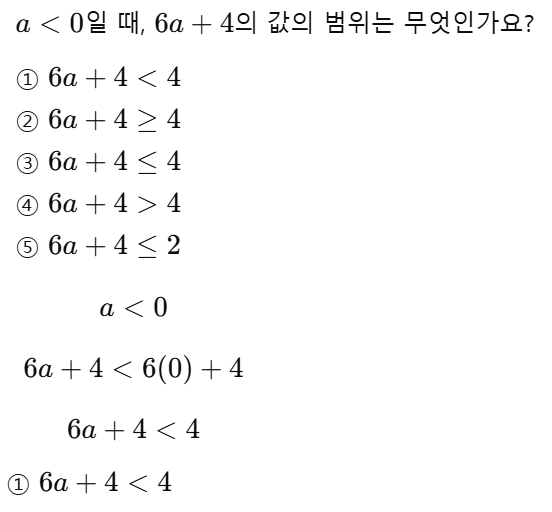 a < 0일 때, 6a + 4의 값의 범위는 무엇인가요?
① 6a + 4 < 4
② 6a + 4 ≥ 4
③ 6a + 4 ≤ 4
④ 6a + 4 > 4
⑤ 6a + 4 ≤ 2
a < 0
6a + 4 < 6(0) + 4
6a + 4 < 4
① 6a + 4 < 4